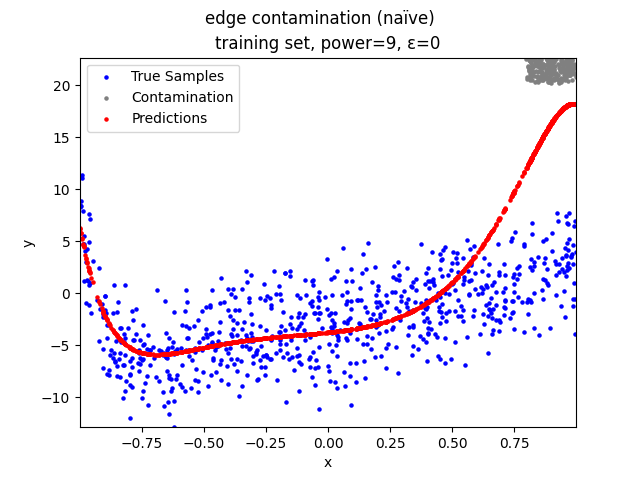 edge contamination (naïve)
training set, power=9, ε=0
True Samples
Contamination
Predictions
20
15
10
5
0
−5
−10
y
−0.75 −0.50 −0.25 0.00 0.25 0.50 0.75
x